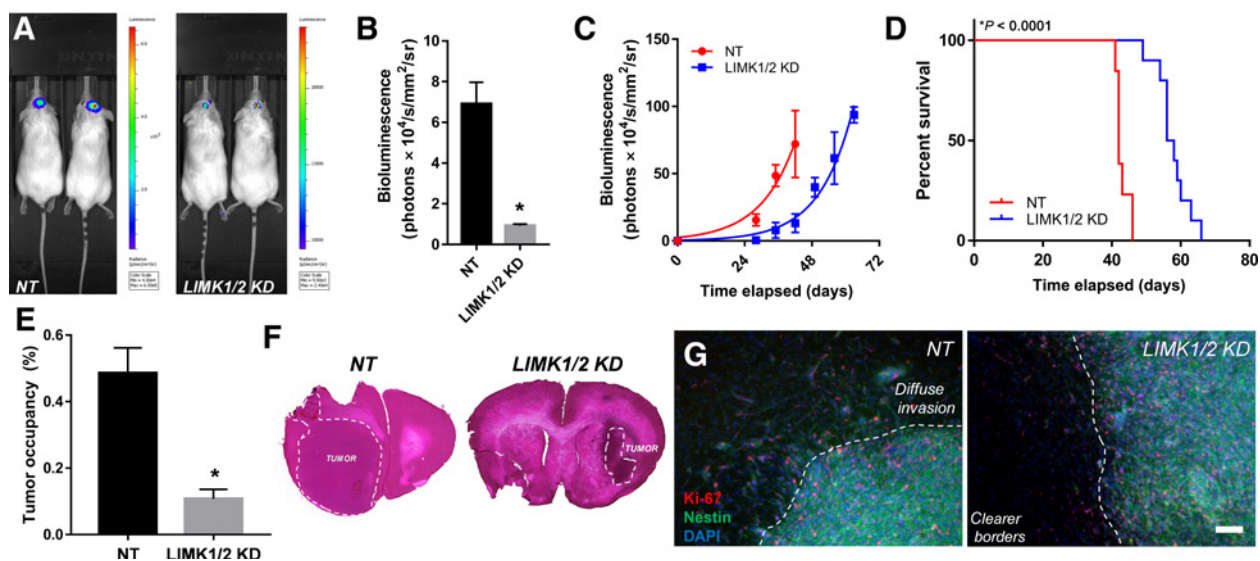 A
NT
LIMK1/2 KD
Luminescence
Luminescence
B
Bioluminescence
(photons × 10⁴/s/mm²/sr)
8
6
4
2
0
*
NT
LIMK1/2 KD
C
Bioluminescence
(photons × 10⁴/s/mm²/sr)
150
100
50
0
NT
LIMK1/2 KD
0
24
48
72
Time elapsed (days)
D
*P < 0.0001
Percent survival
100
50
0
NT
LIMK1/2 KD
0
20
40
60
80
Time elapsed (days)
E
Tumor occupancy (%)
0.6
0.4
0.2
0.0
*
NT
LIMK1/2 KD
F
NT
LIMK1/2 KD
TUMOR
TUMOR
G
NT
Diffuse
invasion
Ki-67
Nestin
DAPI
LIMK1/2 KD
Clearer
borders